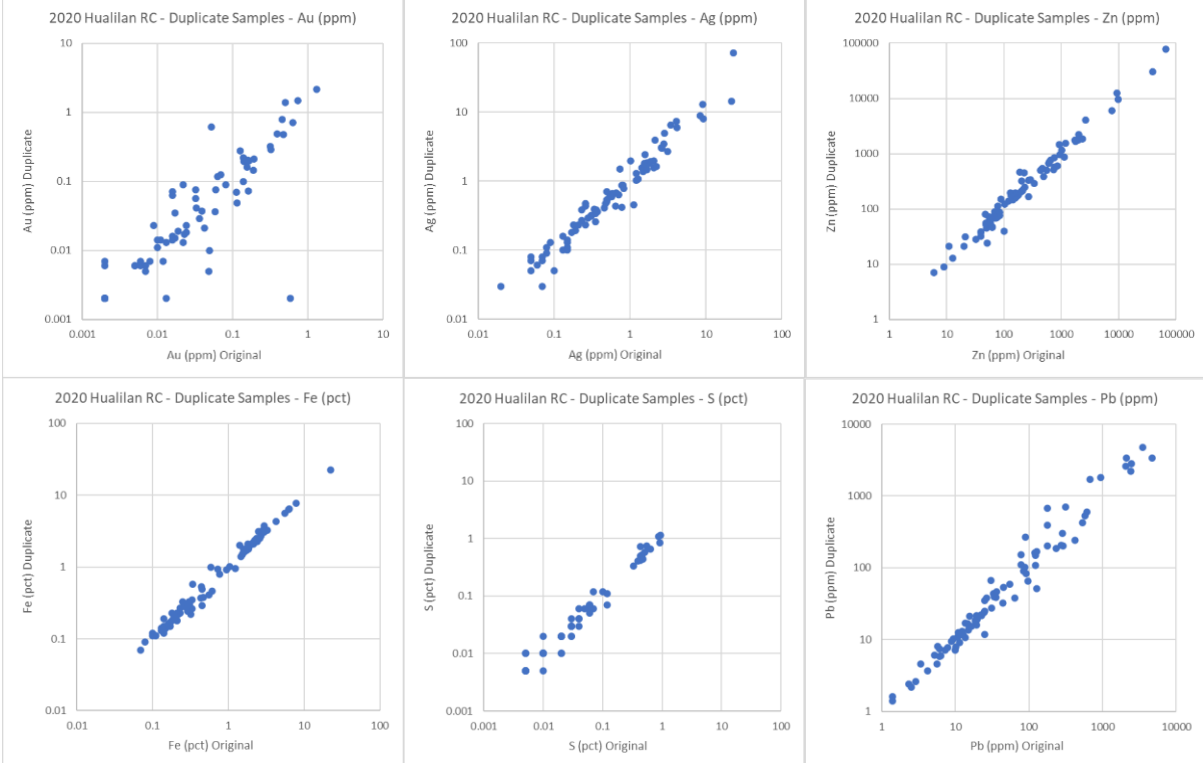 2020 Hualilan RC - Duplicate Samples - Au (ppm)
10
1
0.1
0.01
0.001
Au (ppm) Duplicate
0.001 0.01 0.1 1 10
Au (ppm) Original
2020 Hualilan RC - Duplicate Samples - Ag (ppm)
100
10
1
0.1
0.01
Ag (ppm) Duplicate
0.01 0.1 1 10 100
Ag (ppm) Original
2020 Hualilan RC - Duplicate Samples - Zn (ppm)
100000
10000
1000
100
10
1
Zn (ppm) Duplicate
1 10 100 1000 10000 100000
Zn (ppm) Original
2020 Hualilan RC - Duplicate Samples - Fe (pct)
100
10
1
0.1
0.01
Fe (pct) Duplicate
0.01 0.1 1 10 100
Fe (pct) Original
2020 Hualilan RC - Duplicate Samples - S (pct)
100
10
1
0.1
0.01
0.001
S (pct) Duplicate
0.001 0.01 0.1 1 10 100
S (pct) Original
2020 Hualilan RC - Duplicate Samples - Pb (ppm)
10000
1000
100
10
1
Pb (ppm) Duplicate
1 10 100 1000 10000
Pb (ppm) Original